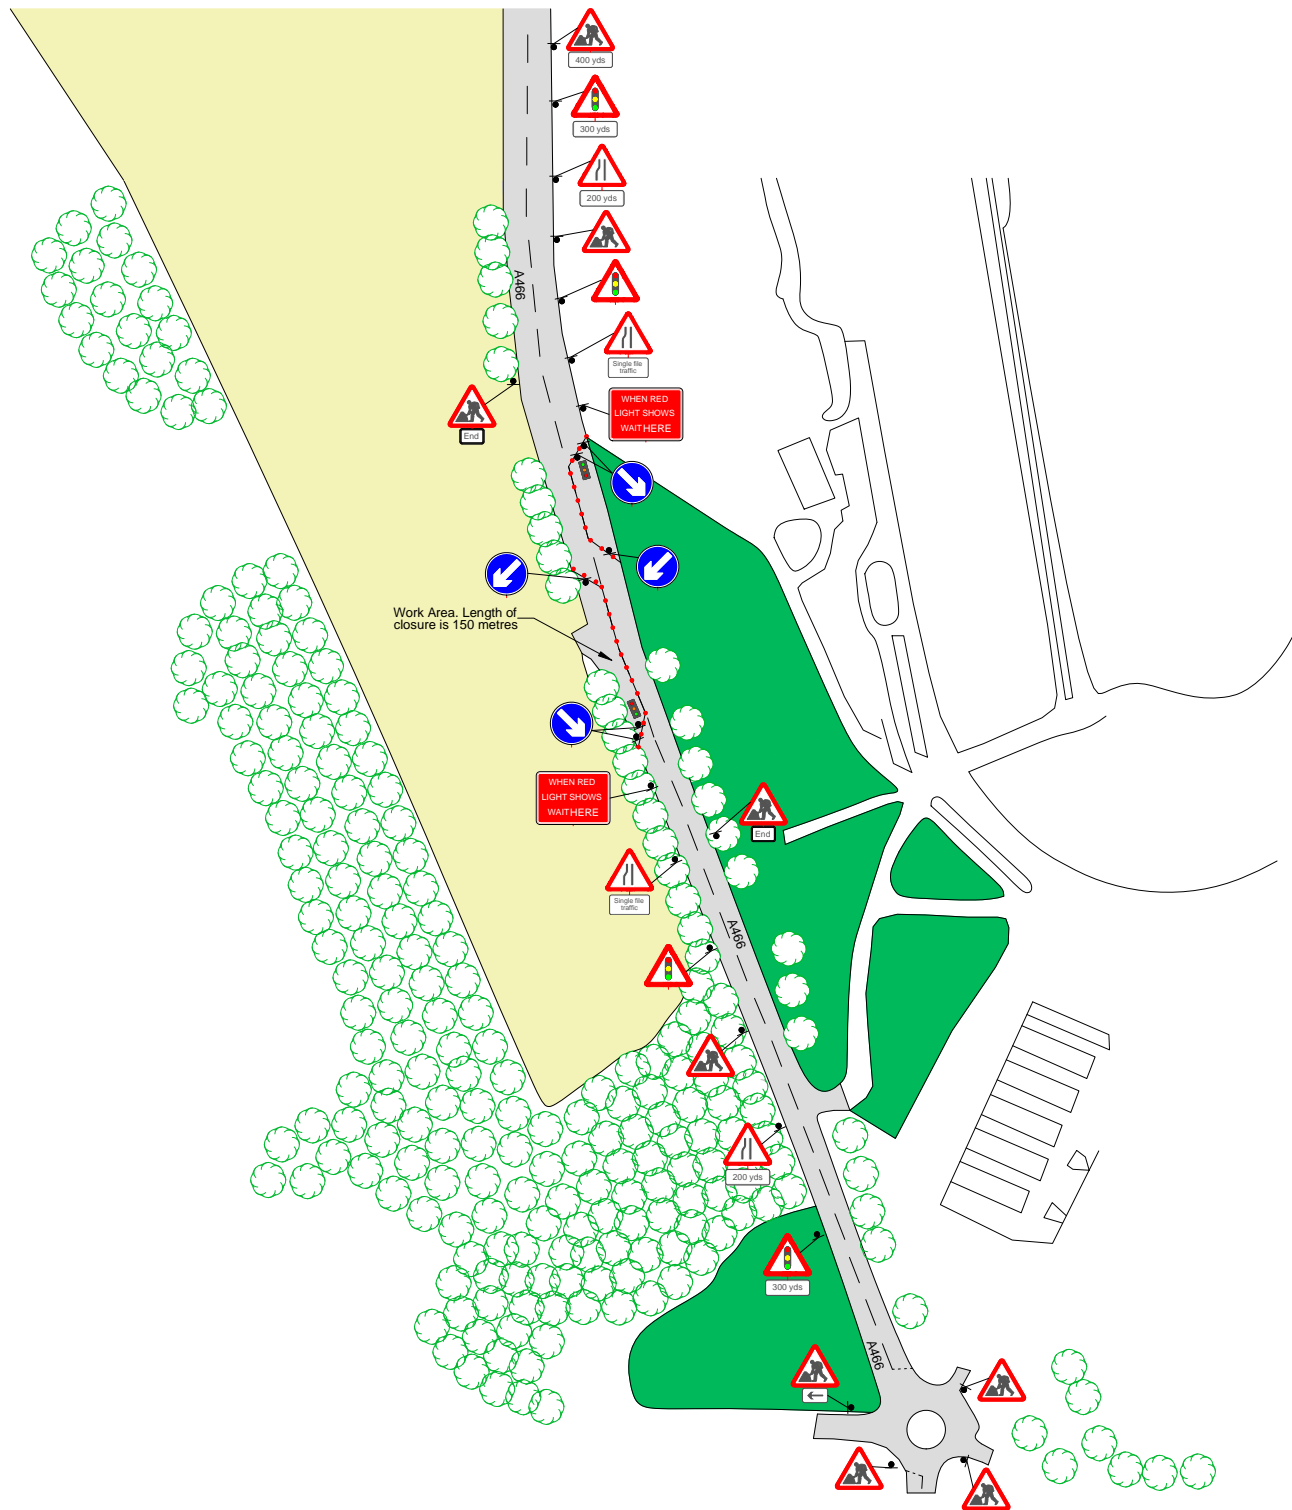 400 yds
300 yds
200 yds
A466
Single file
traffic
WHEN RED
LIGHT SHOWS
WAIT HERE
End
Work Area. Length of
closure is 150 metres
WHEN RED
LIGHT SHOWS
WAIT HERE
End
Single file
traffic
A466
200 yds
300 yds
A466